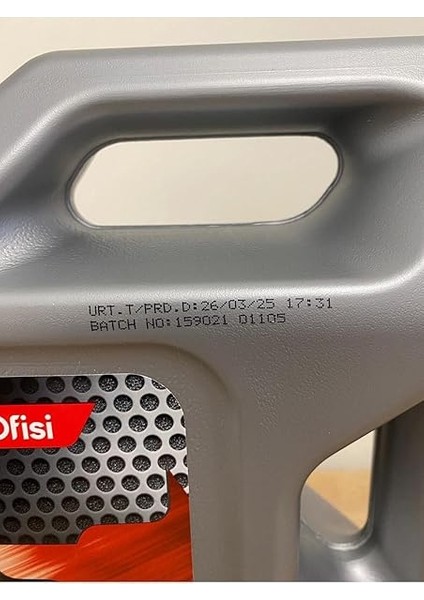 URT.T/PRD.D:26/03/25 17:31
BATCH NO:159021 01105
Ofisi